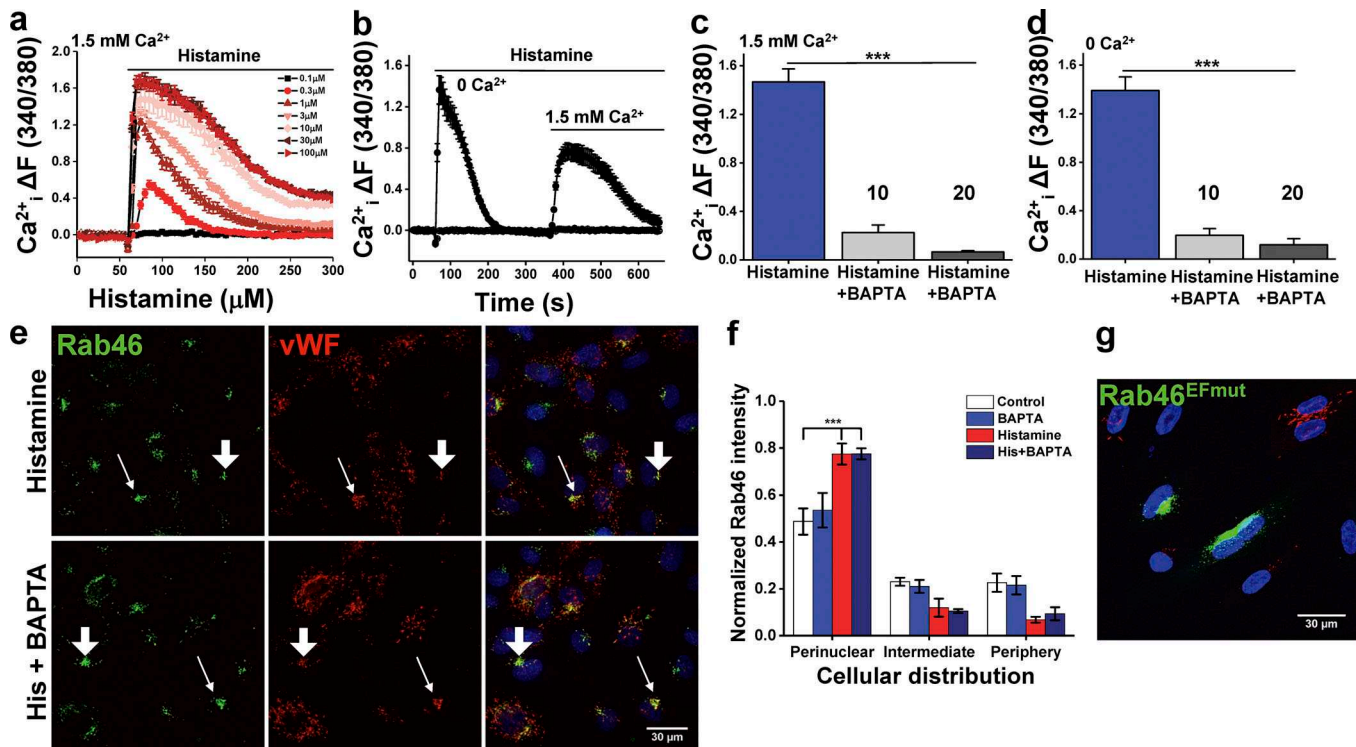 a
1.5 mM Ca²⁺
Histamine
Ca²⁺ᵢ ΔF (340/380)
2.0
1.6
1.2
0.8
0.4
0.0
0.1µM
0.3µM
1µM
3µM
10µM
30µM
100µM
0 50 100 150 200 250 300
Histamine (µM)
b
Histamine
0 Ca²⁺
1.5 mM Ca²⁺
Ca²⁺ᵢ ΔF (340/380)
1.6
1.2
0.8
0.4
0.0
0 100 200 300 400 500 600
Time (s)
c
1.5 mM Ca²⁺
***
Ca²⁺ᵢ ΔF (340/380)
1.6
1.2
0.8
0.4
0.0
10 20
Histamine Histamine Histamine
+BAPTA +BAPTA
d
0 Ca²⁺
***
Ca²⁺ᵢ ΔF (340/380)
1.6
1.2
0.8
0.4
0.0
10 20
Histamine Histamine Histamine
+BAPTA +BAPTA
e
Rab46
vWF
Histamine
His + BAPTA
30 µm
f
Normalized Rab46 intensity
1.0
0.8
0.6
0.4
0.2
0.0
***
Control
BAPTA
Histamine
His+BAPTA
Perinuclear Intermediate Periphery
Cellular distribution
g
Rab46ᴱᶠᵐᵘᵗ
30 µm